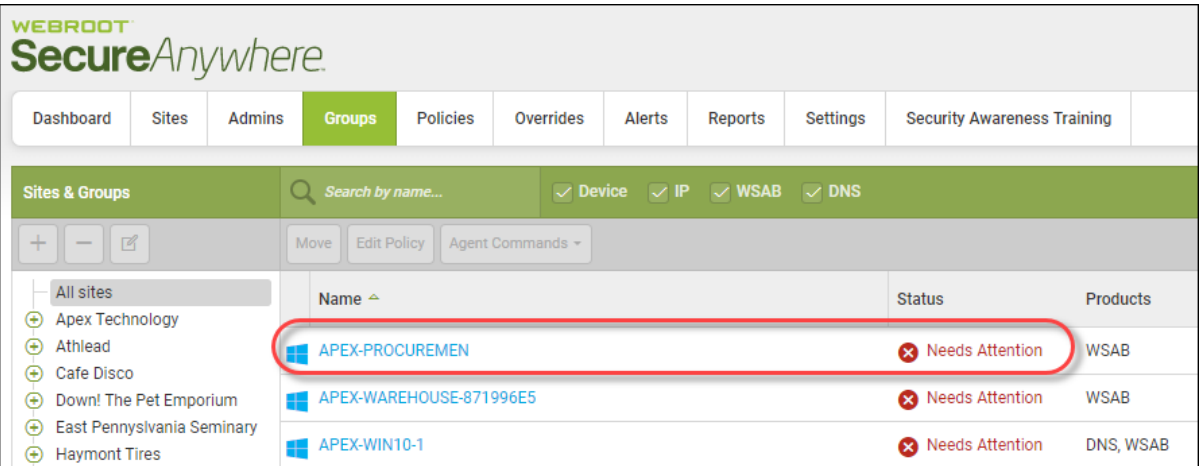 WEBROOT
SecureAnywhere.
Dashboard Sites Admins Groups Policies Overrides Alerts Reports Settings Security Awareness Training
Sites & Groups Search by name... Device IP WSAB DNS
Move Edit Policy Agent Commands
All sites
Apex Technology
Athlead
Cafe Disco
Down! The Pet Emporium
East Pennyslvania Seminary
Haymont Tires
Name Status Products
APEX-PROCUREMEN Needs Attention WSAB
APEX-WAREHOUSE-871996E5 Needs Attention WSAB
APEX-WIN10-1 Needs Attention DNS, WSAB